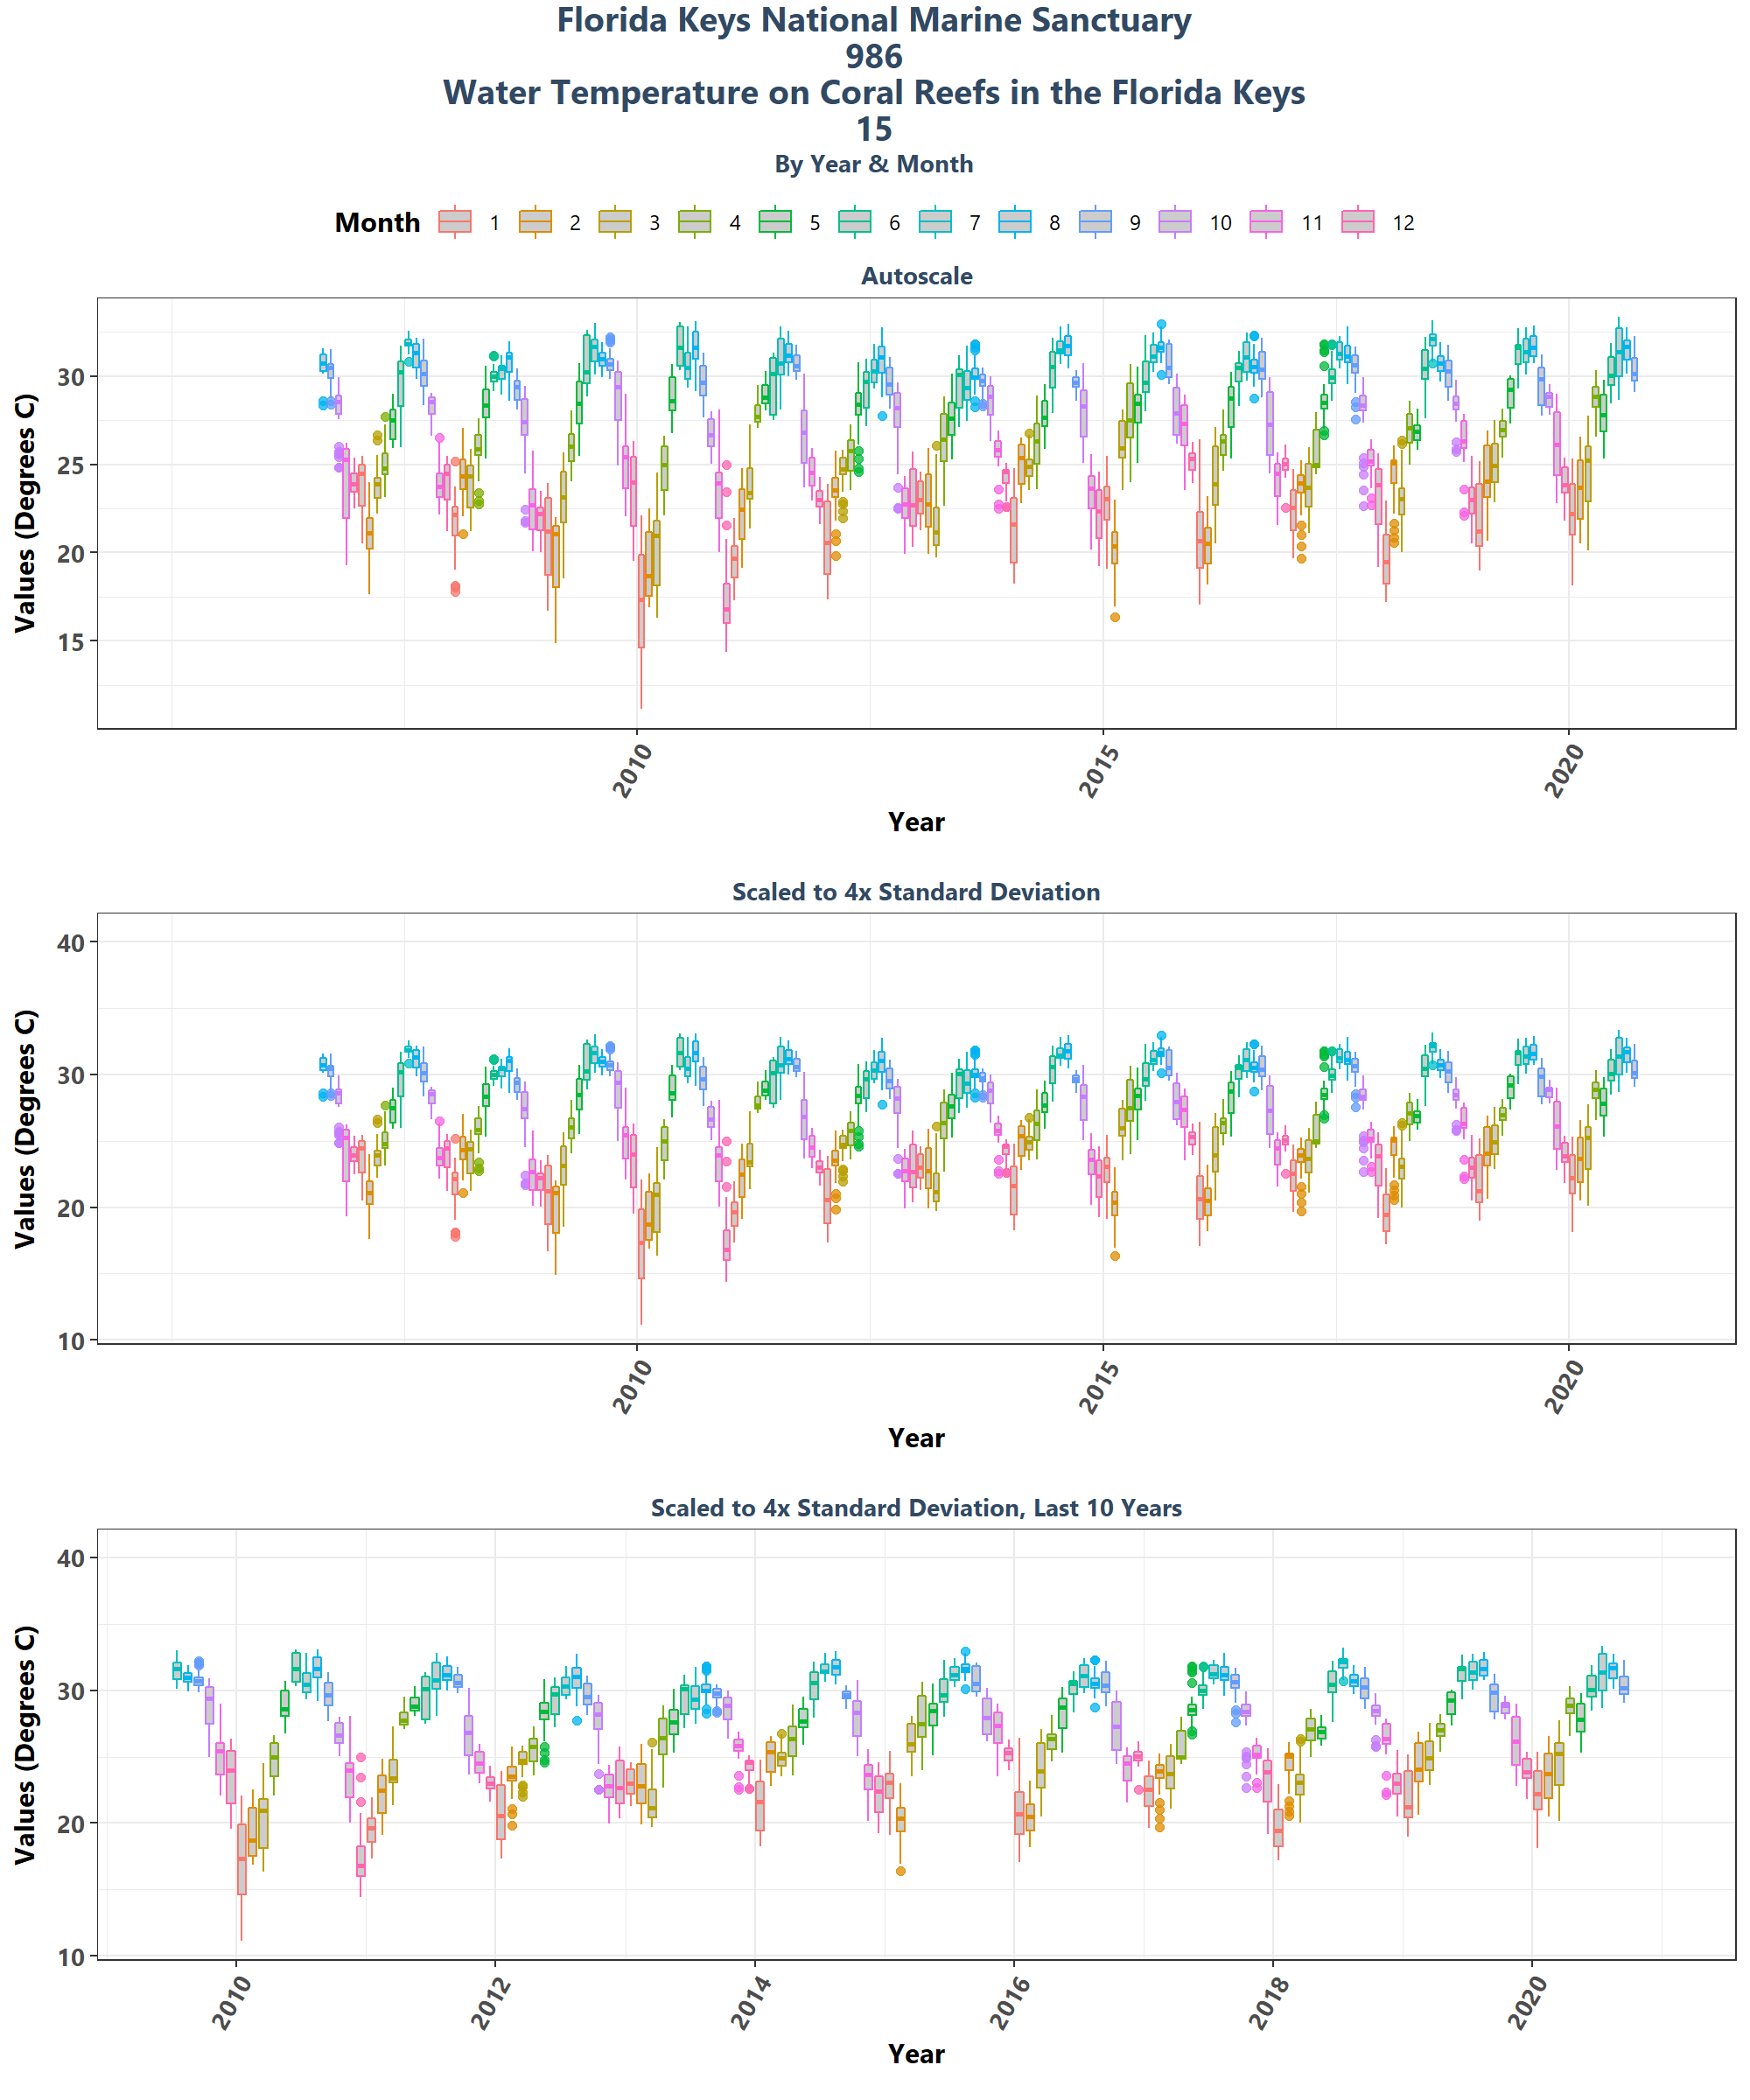 Florida Keys National Marine Sanctuary
986
Water Temperature on Coral Reefs in the Florida Keys
15
By Year & Month
Month 1 2 3 4 5 6 7 8 9 10 11 12
Autoscale
Values (Degrees C)
30
25
20
15
2010 2015 2020
Year
Scaled to 4x Standard Deviation
Values (Degrees C)
40
30
20
10
2010 2015 2020
Year
Scaled to 4x Standard Deviation, Last 10 Years
Values (Degrees C)
40
30
20
10
2010 2012 2014 2016 2018 2020
Year